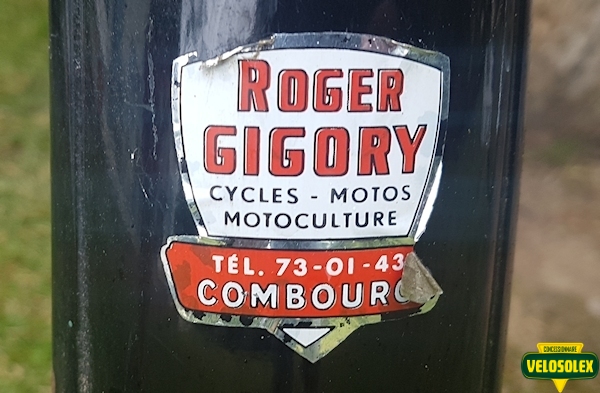 ROGER
GIGORY
CYCLES - MOTOS
MOTOCULTURE
TÉL. 73-01-43
COMBOURG
CONCESSIONNAIRE
VELOSOLEX